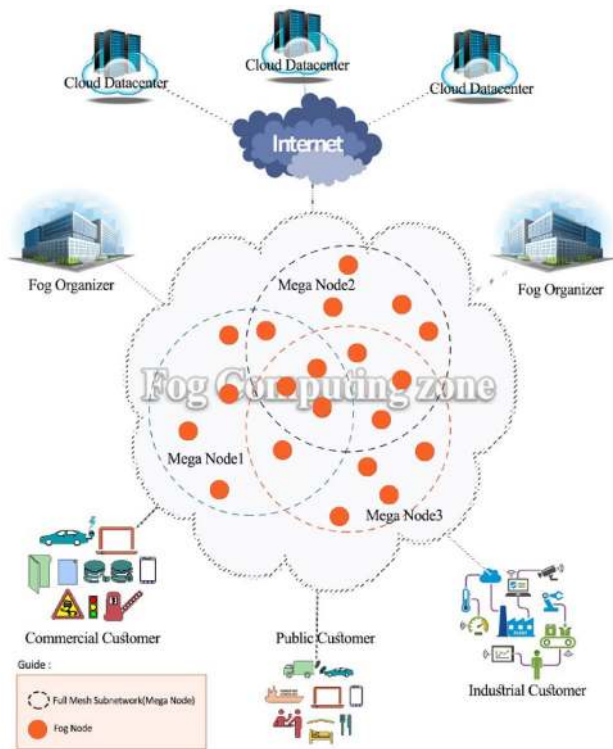 Cloud Datacenter
Cloud Datacenter
Cloud Datacenter
Internet
Fog Organizer
Fog Organizer
Mega Node2
Fog Computing zone
Mega Node1
Mega Node3
Commercial Customer
Public Customer
Industrial Customer
Guide :
Full Mesh Subnetwork(Mega Node)
Fog Node